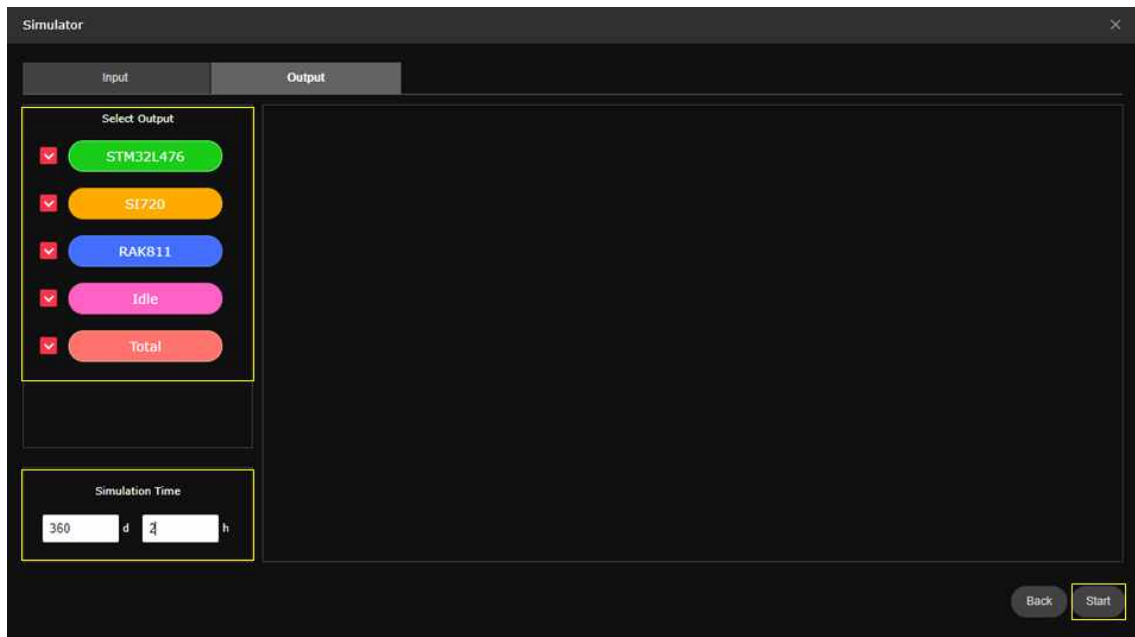 Simulator
Input Output
Select Output
STM32L476
SI720
RAK811
Idle
Total
Simulation Time
360 d 2 h
Back Start